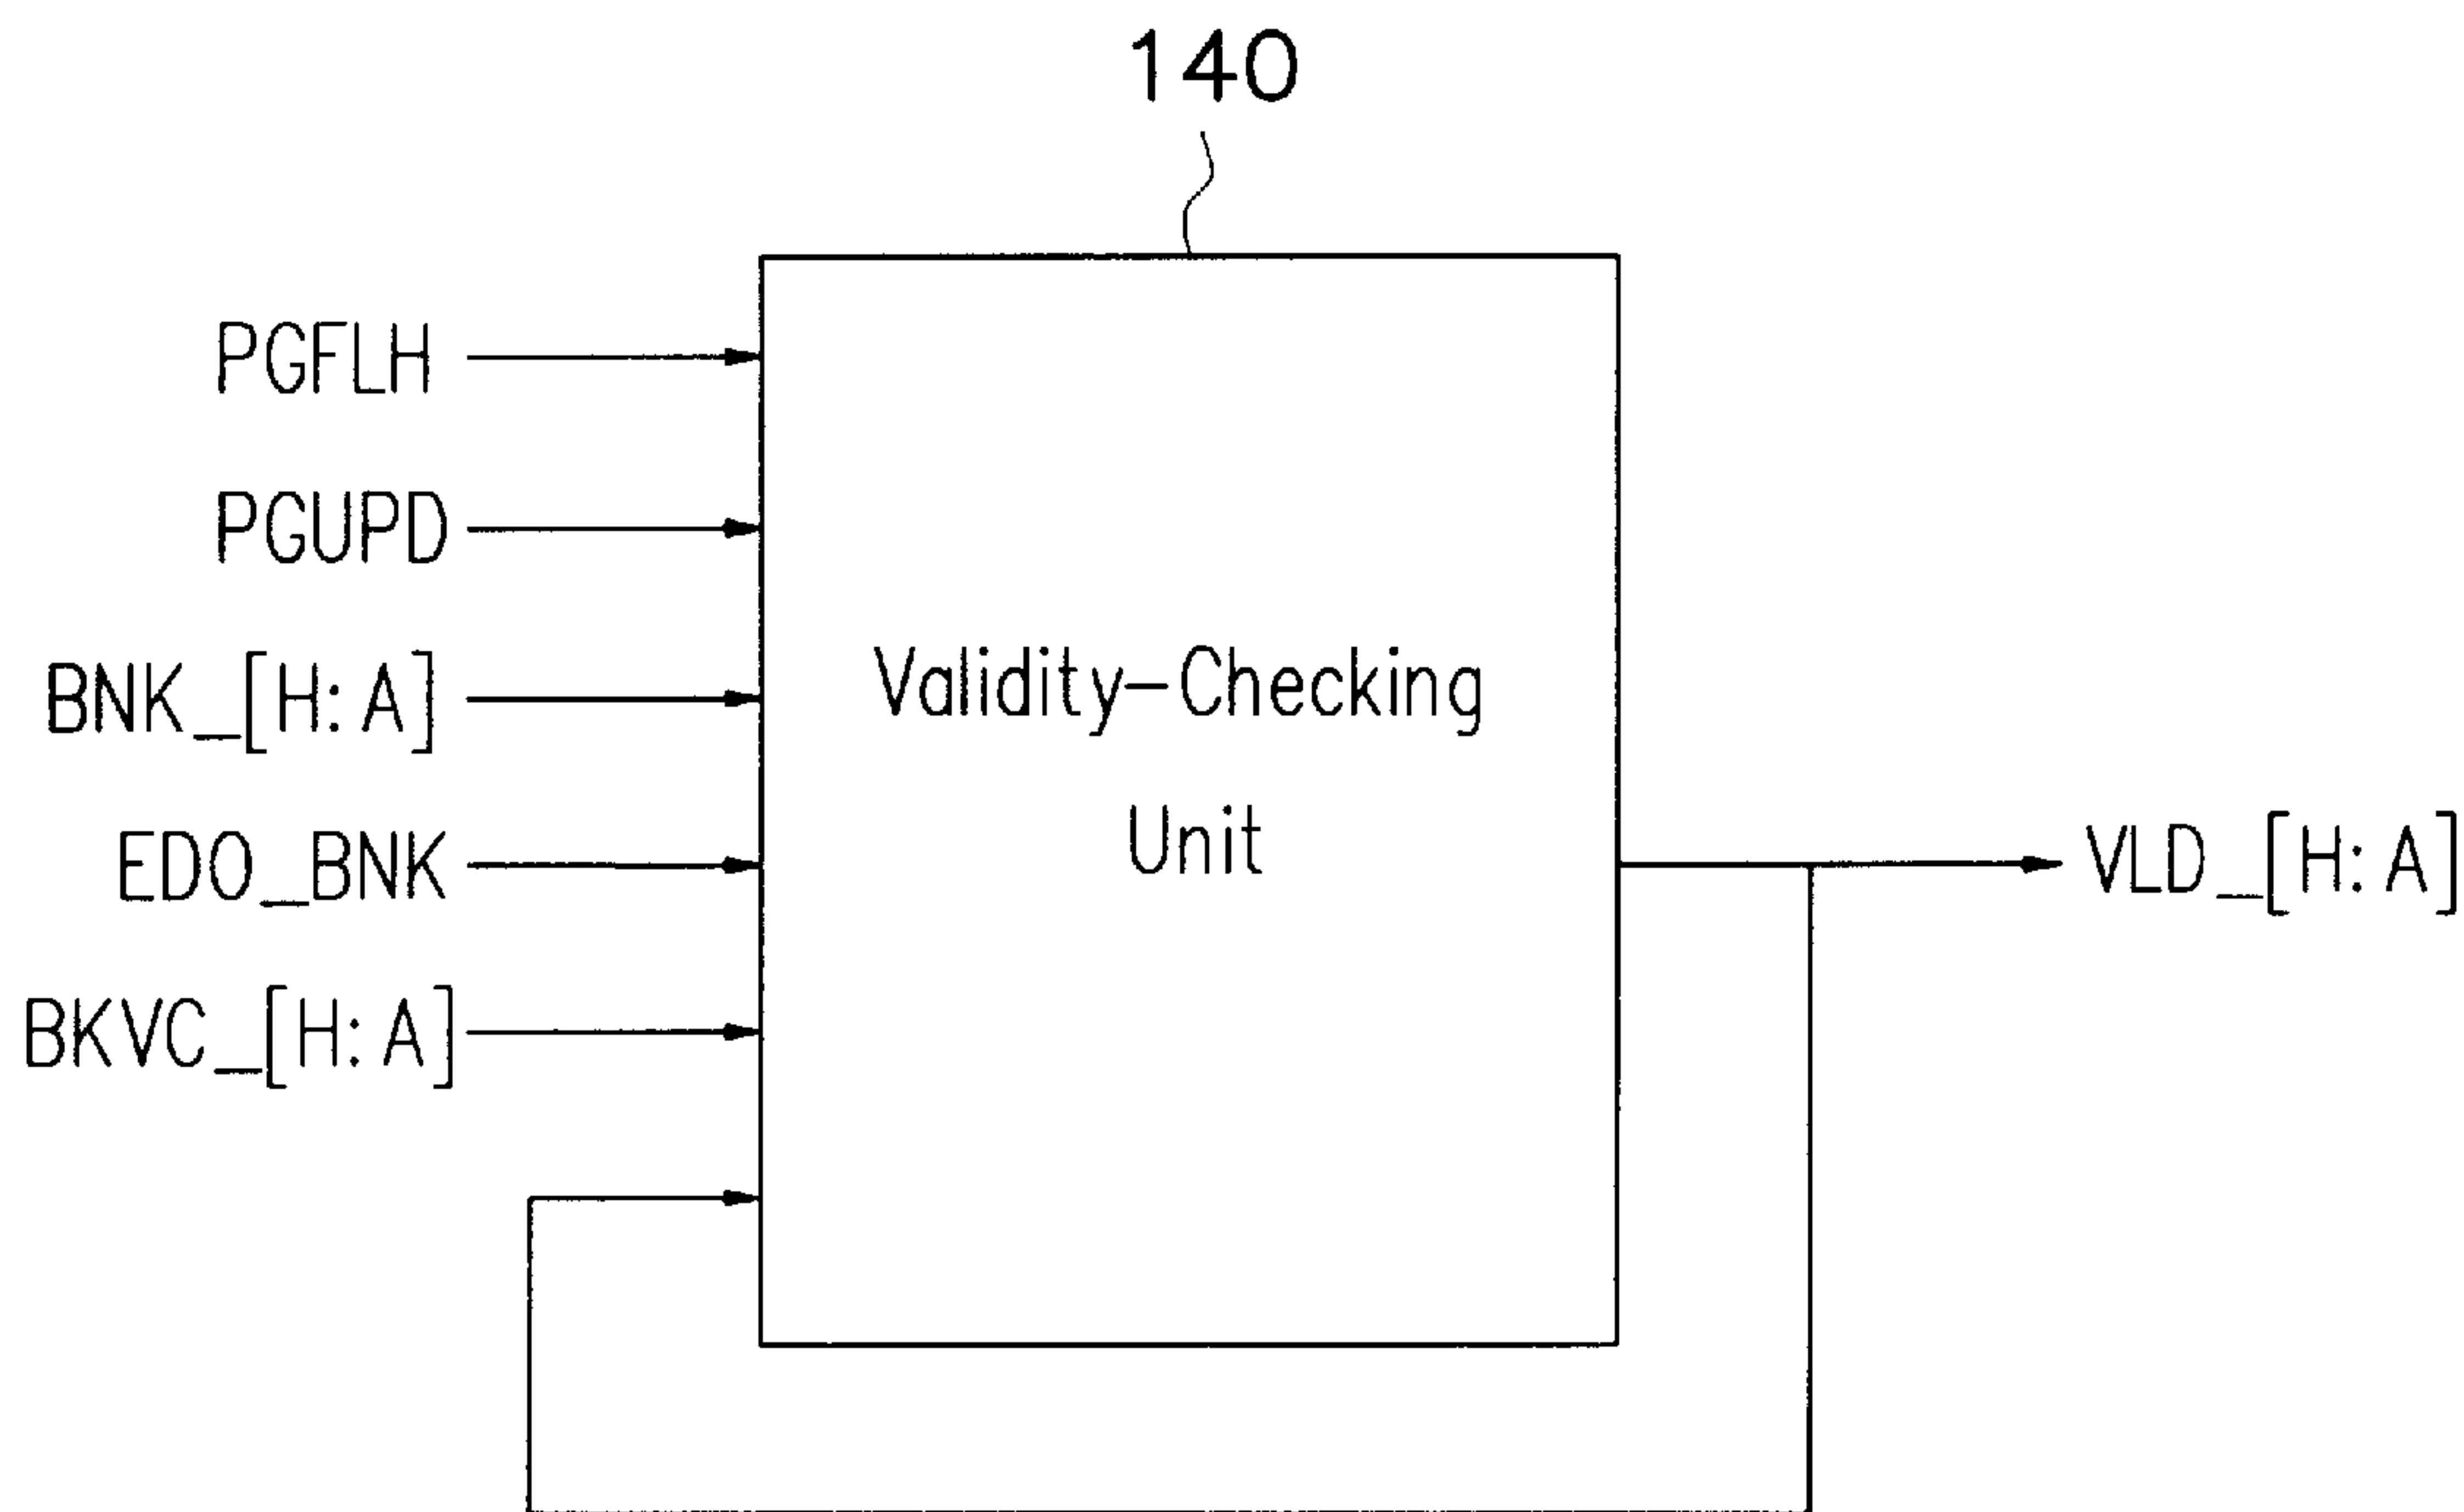 140
PGFLH
PGUPD
BNK_[H:A]
EDO_BNK
BKVC_[H:A]
Validity-Checking
Unit
VLD_[H:A]